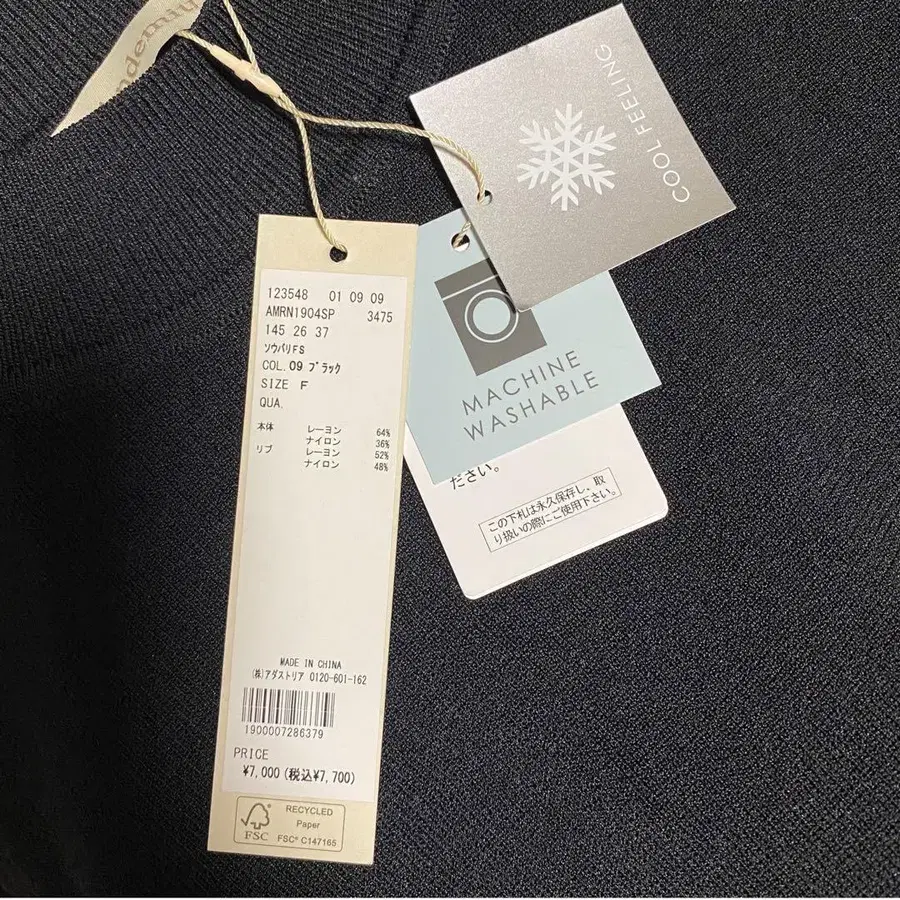 COOL FEELING
123548 01 09 09
AMRN1904SP 3475
145 26 37
ソウバリFS
COL.09 ブラック
SIZE F
QUA.
本体 レーヨン 64%
ナイロン 36%
リブ レーヨン 52%
ナイロン 48%
MADE IN CHINA
(株)アダストリア 0120-601-162
1900007286379
PRICE
¥7,000(税込¥7,700)
FSC
RECYCLED
Paper
FSC® C147165
MACHINE
WASHABLE
ださい。
この下札は永久保存し、取
り扱いの際にご使用下さい。